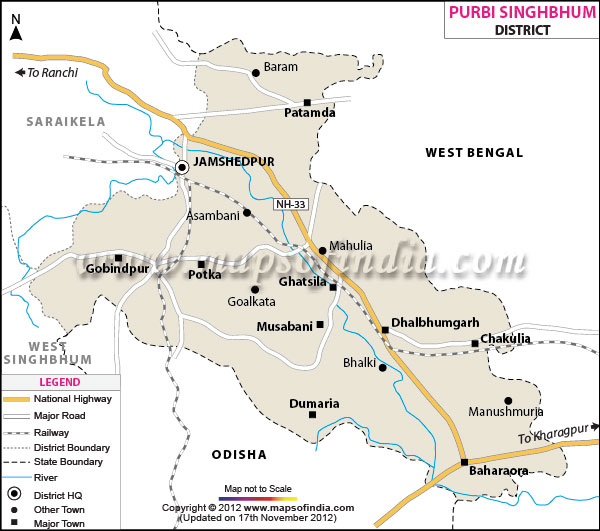 PURBI SINGHBHUM
DISTRICT
N
To Ranchi
Baram
SARAIKELA
Patamda
WEST BENGAL
JAMSHEDPUR
NH-33
Asambani
Mahulia
www.mapsofindia.com
Gobindpur
Potka
Ghatsila
Goalkata
Musabani
Dhalbhumgarh
Chakulia
WEST
SINGHBHUM
Bhalki
Dumaria
Manushmurja
To Kharagpur
ODISHA
Baharaora
LEGEND
National Highway
Major Road
Railway
District Boundary
State Boundary
River
District HQ
Other Town
Major Town
Map not to Scale
Copyright © 2012 www.mapsofindia.com
(Updated on 17th November 2012)